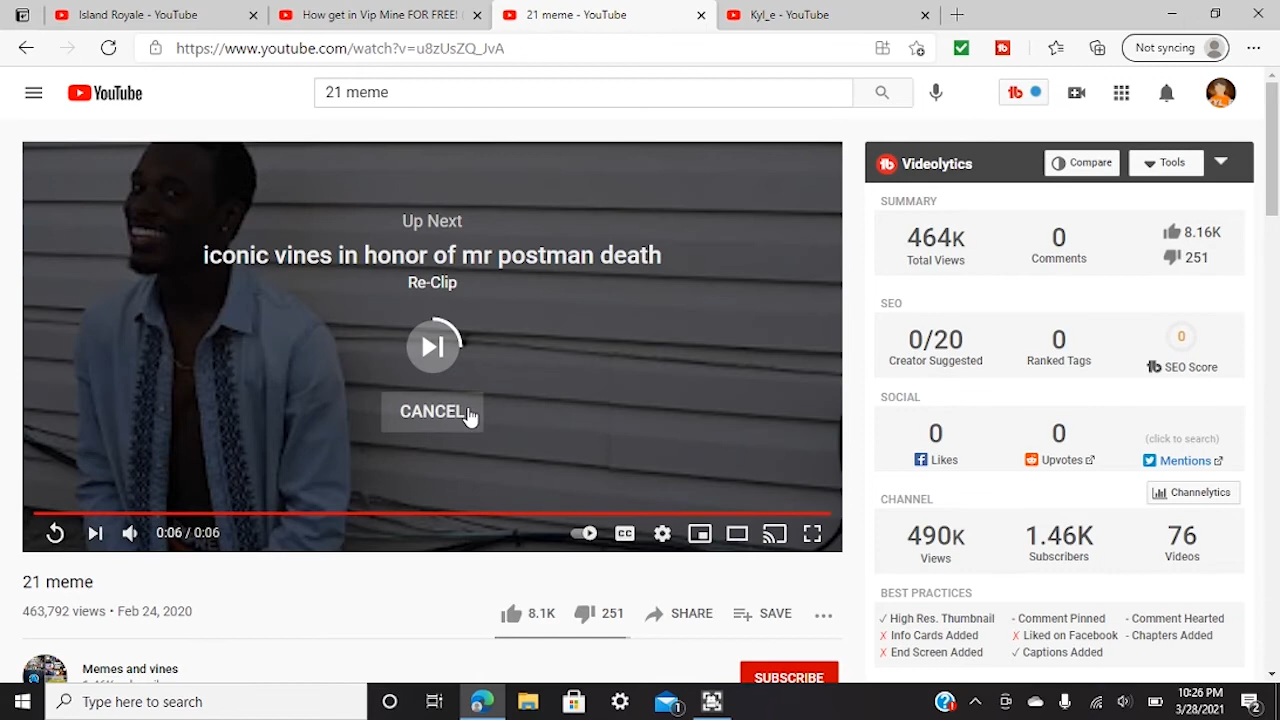 Island Royale - YouTube
How get in Vip Mine FOR FREE! (
21 meme - YouTube
Kyl_e - YouTube
https://www.youtube.com/watch?v=u8zUsZQ_JvA
Not syncing
YouTube
21 meme
Up Next
iconic vines in honor of mr postman death
Re-Clip
CANCEL
0:06 / 0:06
CC
21 meme
463,792 views • Feb 24, 2020
8.1K
251
SHARE
SAVE
Memes and vines
SUBSCRIBE
Videolytics
Compare
Tools
SUMMARY
464K
Total Views
0
Comments
8.16K
251
SEO
0/20
Creator Suggested
0
Ranked Tags
0
SEO Score
SOCIAL
0
Likes
0
Upvotes
(click to search)
Mentions
CHANNEL
Channelytics
490K
Views
1.46K
Subscribers
76
Videos
BEST PRACTICES
✓ High Res. Thumbnail
- Comment Pinned
- Comment Hearted
X Info Cards Added
X Liked on Facebook
- Chapters Added
X End Screen Added
✓ Captions Added
Type here to search
10:26 PM
3/28/2021